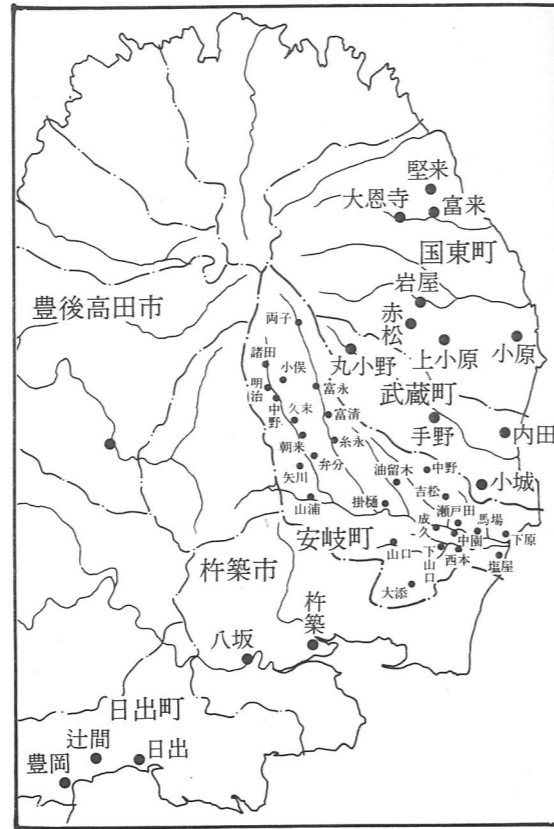 堅来
大恩寺
富来
国東町
岩屋
豊後高田市
両子
赤松
上小原
小原
丸小野
諸田
小俣
明治
富永
武蔵町
中野
久末
富清
手野
内田
朝来
糸永
弁分
矢川
油留木
中野
小城
吉松
山浦
掛樋
瀬戸田
馬場
成久
安岐町
中園
下原
山口
下山口
西本
塩屋
杵築市
大添
杵築
八坂
日出町
辻間
日出
豊岡